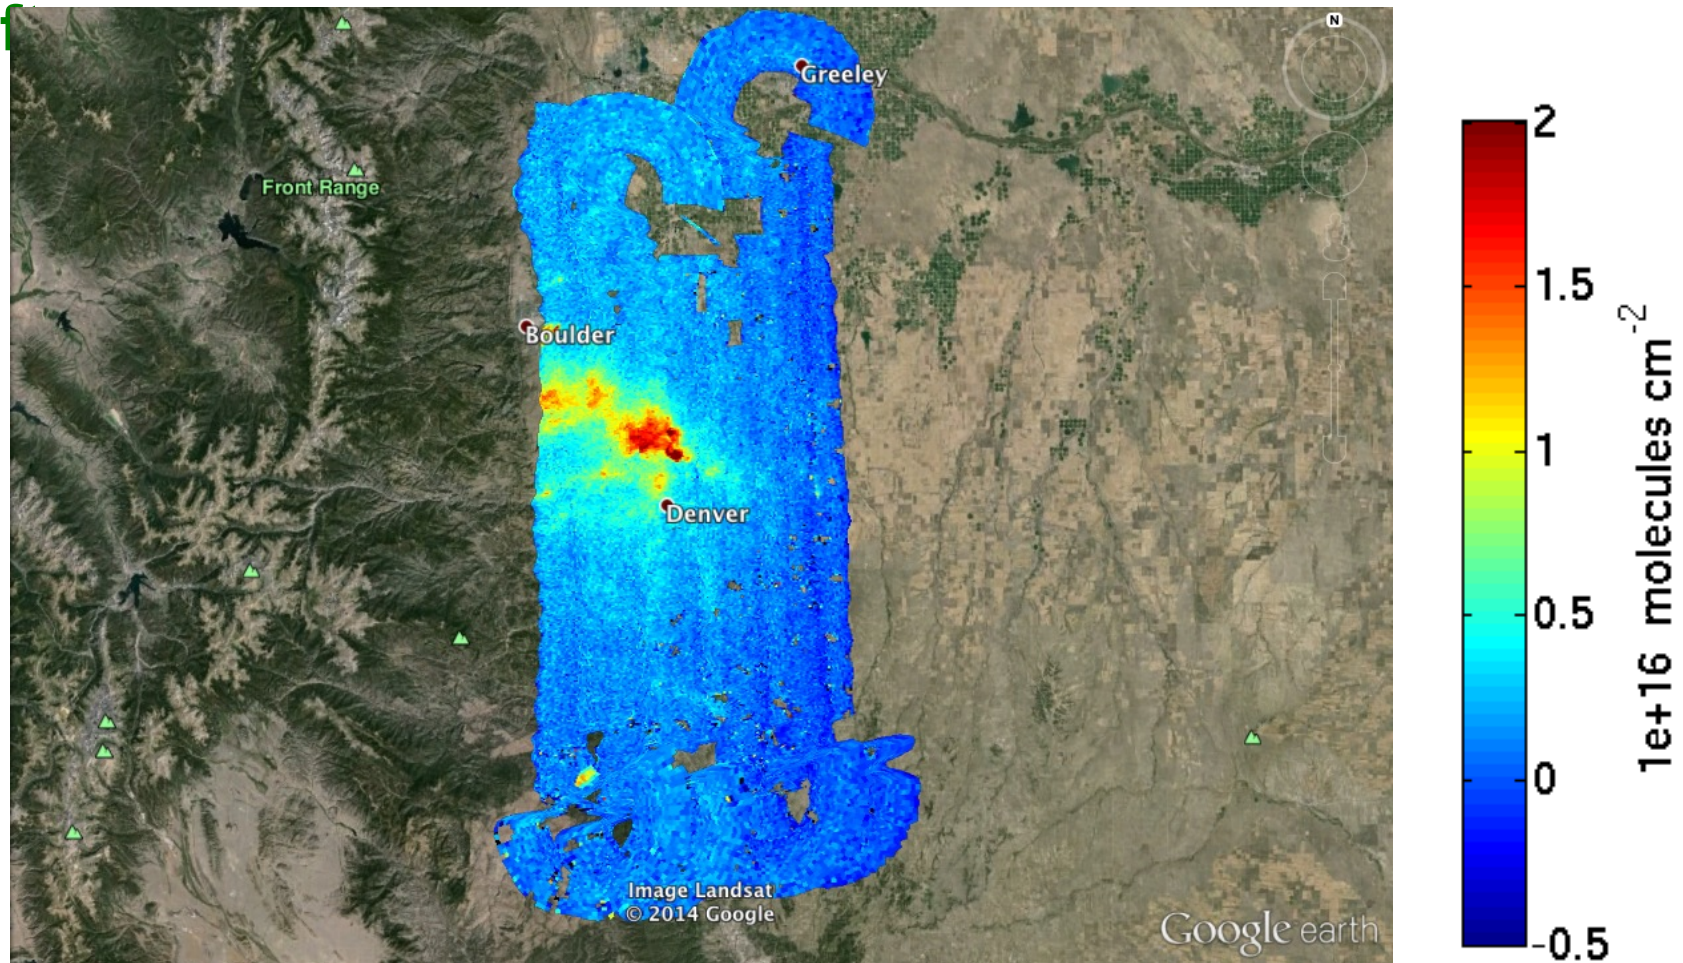 f
N
Greeley
Front Range
Boulder
Denver
Image Landsat
© 2014 Google
Google earth
2
1.5
1
0.5
0
-0.5
1e+16 molecules cm-2